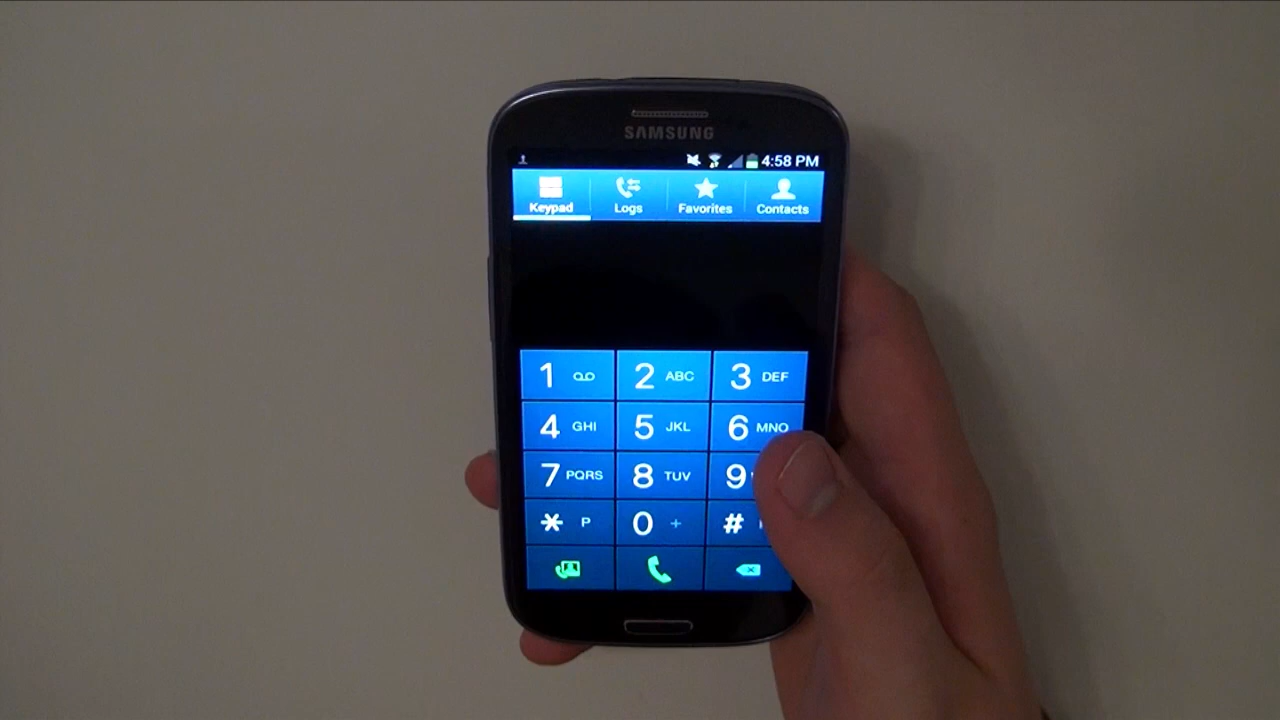 SAMSUNG
4:58 PM
Keypad Logs Favorites Contacts
1 2 ABC 3 DEF
4 GHI 5 JKL 6 MNO
7 PQRS 8 TUV 9
* P 0 + #